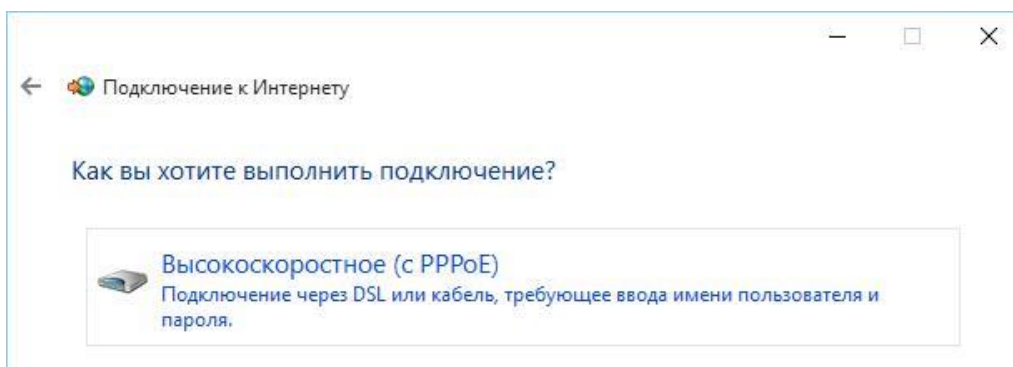 Подключение к Интернету
Как вы хотите выполнить подключение?
Высокоскоростное (с PPPoE)
Подключение через DSL или кабель, требующее ввода имени пользователя и
пароля.